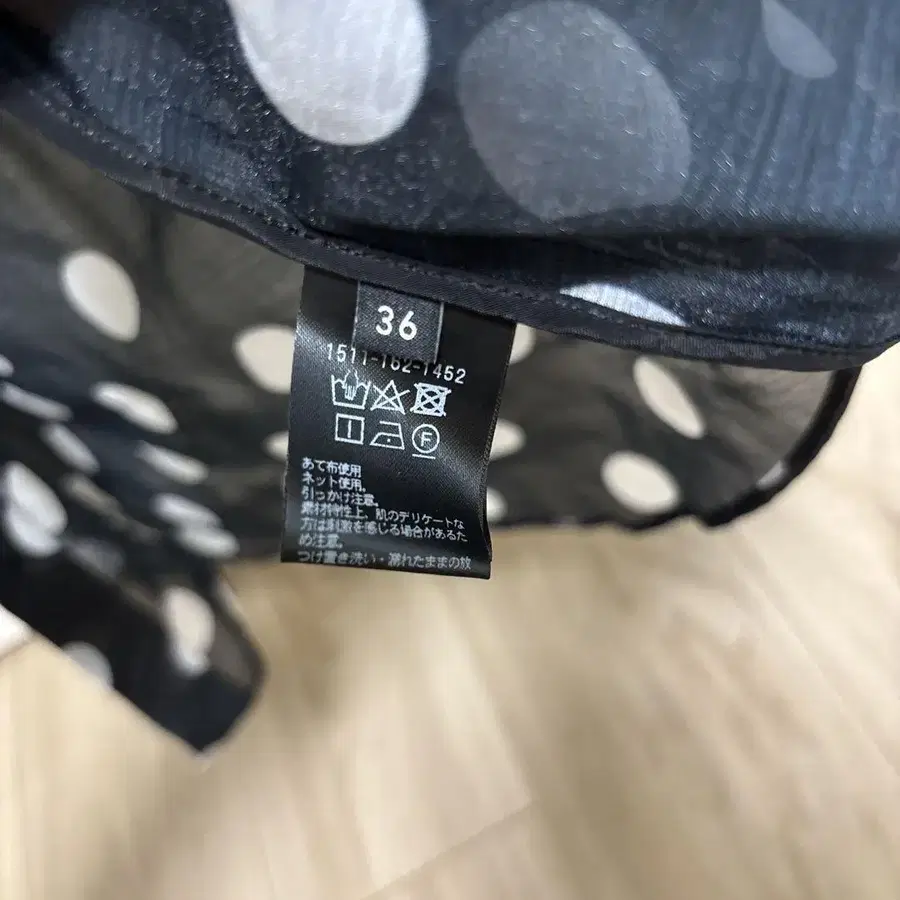 36
1511-162-1452
F
あて布使用
ネット使用。
引っかけ注意。
素材特性上、肌のデリケートな
方は刺激を感じる場合があるた
め注意。
つけ置き洗い・濡れたままの放